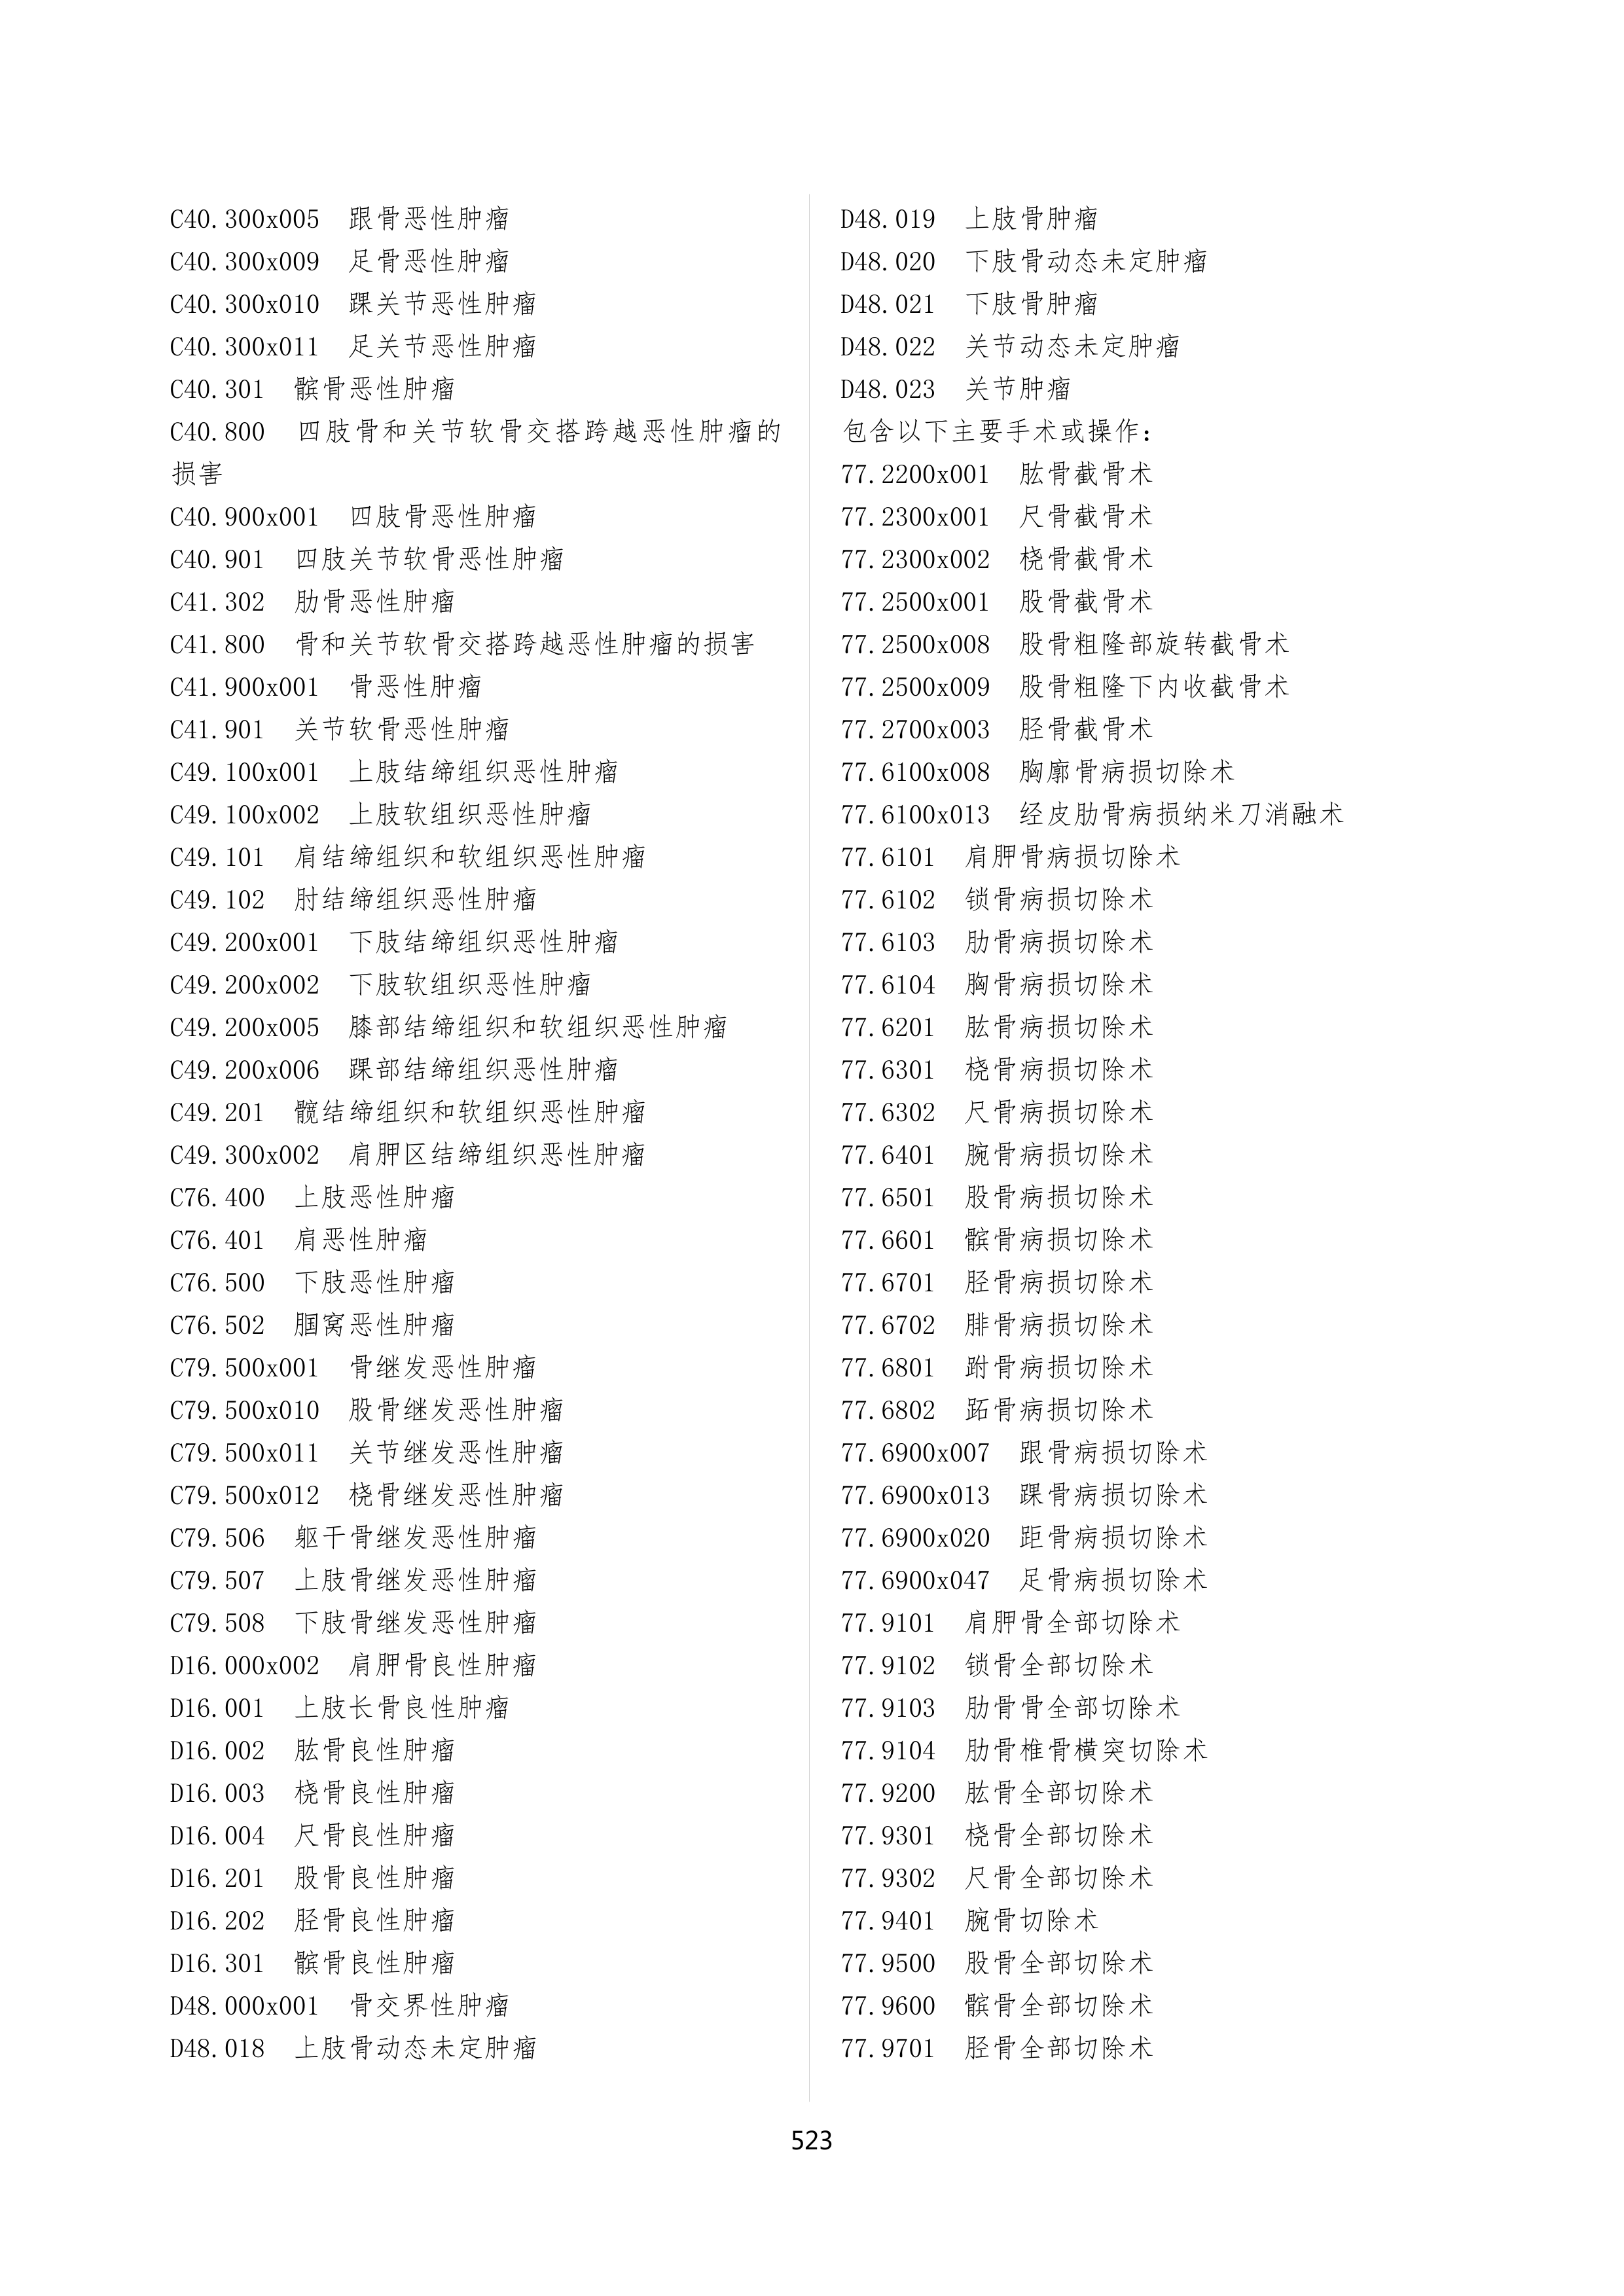 C40.300x005 跟骨恶性肿瘤
C40.300x009 足骨恶性肿瘤
C40.300x010 踝关节恶性肿瘤
C40.300x011 足关节恶性肿瘤
C40.301 髌骨恶性肿瘤
C40.800 四肢骨和关节软骨交搭跨越恶性肿瘤的
损害
C40.900x001 四肢骨恶性肿瘤
C40.901 四肢关节软骨恶性肿瘤
C41.302 肋骨恶性肿瘤
C41.800 骨和关节软骨交搭跨越恶性肿瘤的损害
C41.900x001 骨恶性肿瘤
C41.901 关节软骨恶性肿瘤
C49.100x001 上肢结缔组织恶性肿瘤
C49.100x002 上肢软组织恶性肿瘤
C49.101 肩结缔组织和软组织恶性肿瘤
C49.102 肘结缔组织恶性肿瘤
C49.200x001 下肢结缔组织恶性肿瘤
C49.200x002 下肢软组织恶性肿瘤
C49.200x005 膝部结缔组织和软组织恶性肿瘤
C49.200x006 踝部结缔组织恶性肿瘤
C49.201 髋结缔组织和软组织恶性肿瘤
C49.300x002 肩胛区结缔组织恶性肿瘤
C76.400 上肢恶性肿瘤
C76.401 肩恶性肿瘤
C76.500 下肢恶性肿瘤
C76.502 腘窝恶性肿瘤
C79.500x001 骨继发恶性肿瘤
C79.500x010 股骨继发恶性肿瘤
C79.500x011 关节继发恶性肿瘤
C79.500x012 桡骨继发恶性肿瘤
C79.506 躯干骨继发恶性肿瘤
C79.507 上肢骨继发恶性肿瘤
C79.508 下肢骨继发恶性肿瘤
D16.000x002 肩胛骨良性肿瘤
D16.001 上肢长骨良性肿瘤
D16.002 肱骨良性肿瘤
D16.003 桡骨良性肿瘤
D16.004 尺骨良性肿瘤
D16.201 股骨良性肿瘤
D16.202 胫骨良性肿瘤
D16.301 髌骨良性肿瘤
D48.000x001 骨交界性肿瘤
D48.018 上肢骨动态未定肿瘤
D48.019 上肢骨肿瘤
D48.020 下肢骨动态未定肿瘤
D48.021 下肢骨肿瘤
D48.022 关节动态未定肿瘤
D48.023 关节肿瘤
包含以下主要手术或操作：
77.2200x001 肱骨截骨术
77.2300x001 尺骨截骨术
77.2300x002 桡骨截骨术
77.2500x001 股骨截骨术
77.2500x008 股骨粗隆部旋转截骨术
77.2500x009 股骨粗隆下内收截骨术
77.2700x003 胫骨截骨术
77.6100x008 胸廓骨病损切除术
77.6100x013 经皮肋骨病损纳米刀消融术
77.6101 肩胛骨病损切除术
77.6102 锁骨病损切除术
77.6103 肋骨病损切除术
77.6104 胸骨病损切除术
77.6201 肱骨病损切除术
77.6301 桡骨病损切除术
77.6302 尺骨病损切除术
77.6401 腕骨病损切除术
77.6501 股骨病损切除术
77.6601 髌骨病损切除术
77.6701 胫骨病损切除术
77.6702 腓骨病损切除术
77.6801 跗骨病损切除术
77.6802 跖骨病损切除术
77.6900x007 跟骨病损切除术
77.6900x013 踝骨病损切除术
77.6900x020 距骨病损切除术
77.6900x047 足骨病损切除术
77.9101 肩胛骨全部切除术
77.9102 锁骨全部切除术
77.9103 肋骨骨全部切除术
77.9104 肋骨椎骨横突切除术
77.9200 肱骨全部切除术
77.9301 桡骨全部切除术
77.9302 尺骨全部切除术
77.9401 腕骨切除术
77.9500 股骨全部切除术
77.9600 髌骨全部切除术
77.9701 胫骨全部切除术
523